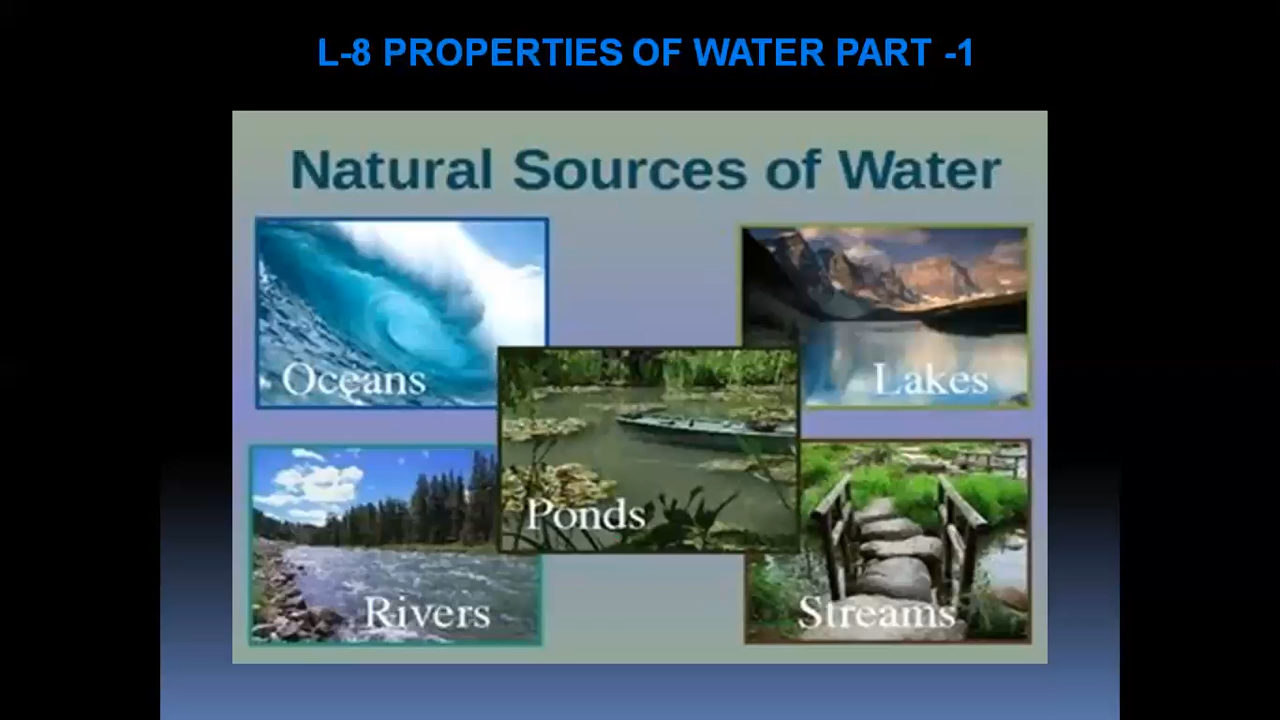 L-8 PROPERTIES OF WATER PART -1
Natural Sources of Water
Oceans
Lakes
Ponds
Rivers
Streams